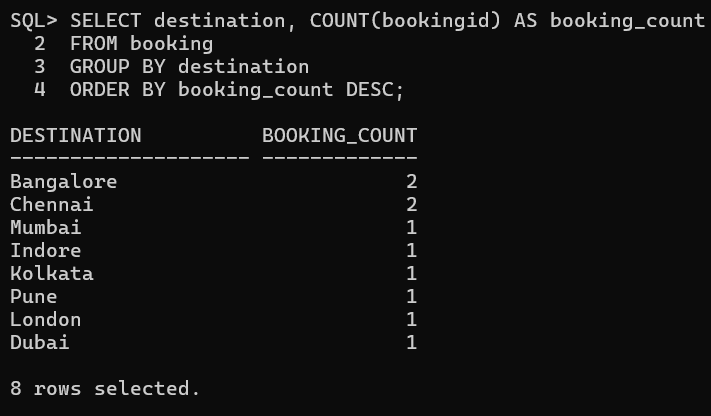 SQL> SELECT destination, COUNT(bookingid) AS booking_count
  2  FROM booking
  3  GROUP BY destination
  4  ORDER BY booking_count DESC;

DESTINATION          BOOKING_COUNT
-------------------- -------------
Bangalore                        2
Chennai                          2
Mumbai                           1
Indore                           1
Kolkata                          1
Pune                             1
London                           1
Dubai                            1

8 rows selected.